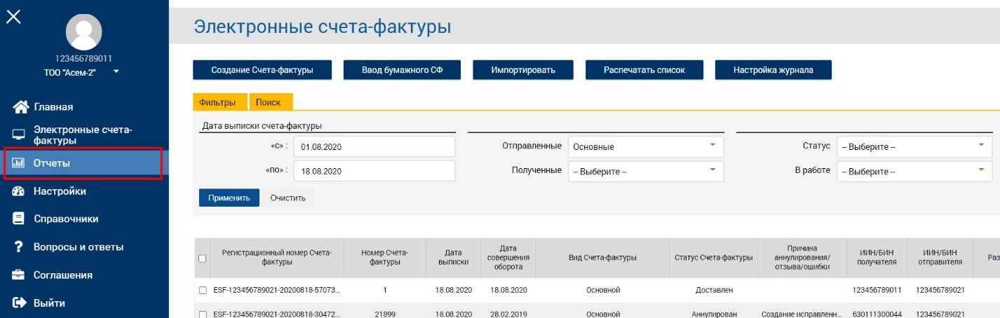 Электронные счета-фактуры
123456789011
ТОО "Асем-2"
Главная
Электронные счета-
фактуры
Отчеты
Настройки
Справочники
Вопросы и ответы
Соглашения
Выйти
Создание Счета-фактуры Ввод бумажного СФ Импортировать Распечатать список Настройка журнала
Фильтры Поиск
Дата выписки счета-фактуры
«С» : 01.08.2020 Отправленные Основные Статус -- Выберите --
«ПО» : 18.08.2020 Полученные -- Выберите -- В работе -- Выберите --
Применить Очистить
Регистрационный номер Счета-
фактуры
Номер Счета-
фактуры
Дата
выписки
Дата
совершения
оборота
Вид Счета-фактуры
Статус Счета-фактуры
Причина
аннулирования/
отзыва/ошибки
ИИН/БИН
получателя
ИИН/БИН
отправителя
Раз
ESF-123456789021-20200818-57073... 1 18.08.2020 18.08.2020 Основной Доставлен 123456789011 123456789021
ESF-123456789021-20200818-30472... 21899 18.08.2020 28.02.2019 Основной Аннулирован Создание исправленн... 630111300044 123456789021